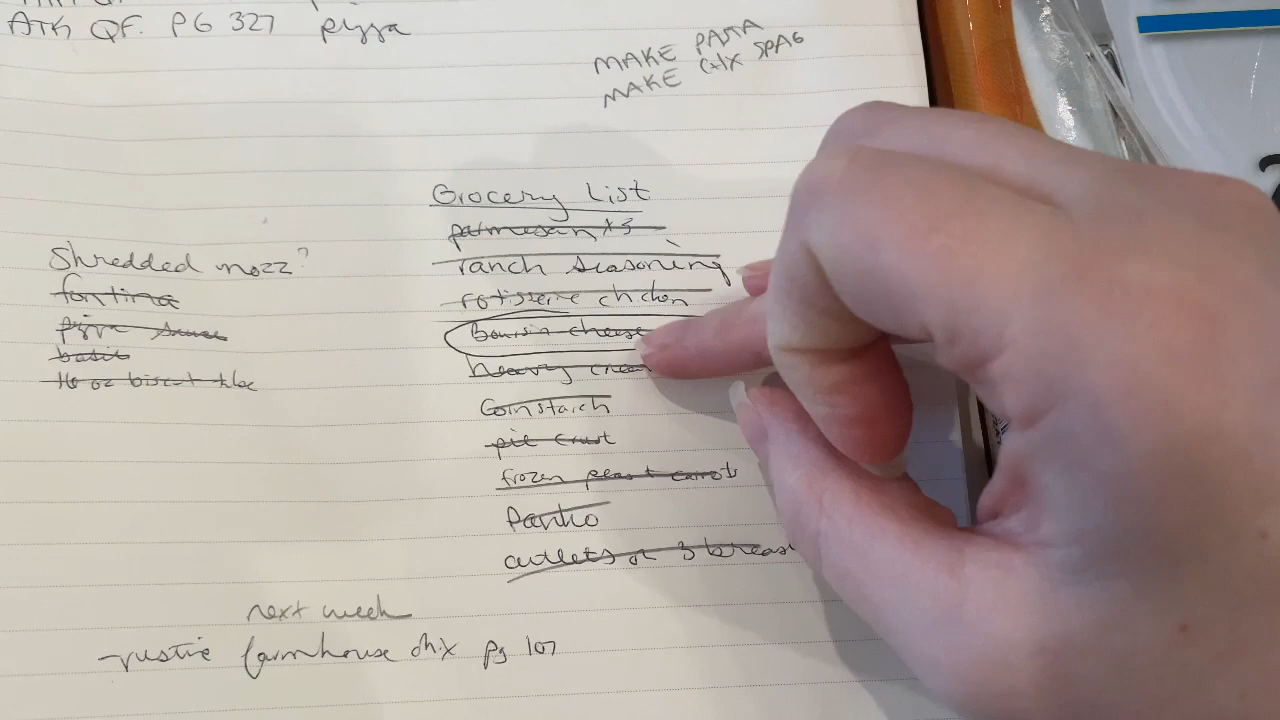 ATK QF. PG 327 pizza
MAKE PASTA
MAKE CHX SPAG
Grocery List
parmesan x3
ranch seasoning
rotisserie chicken
Boursin cheese
heavy cream
Cornstarch
pie crust
frozen peas + carrots
Panko
cutlets or 3 breas
Shredded mozz?
fontina
pizza sauce
basil
16 oz biscuit
next week
-rustic farmhouse chx pg 107